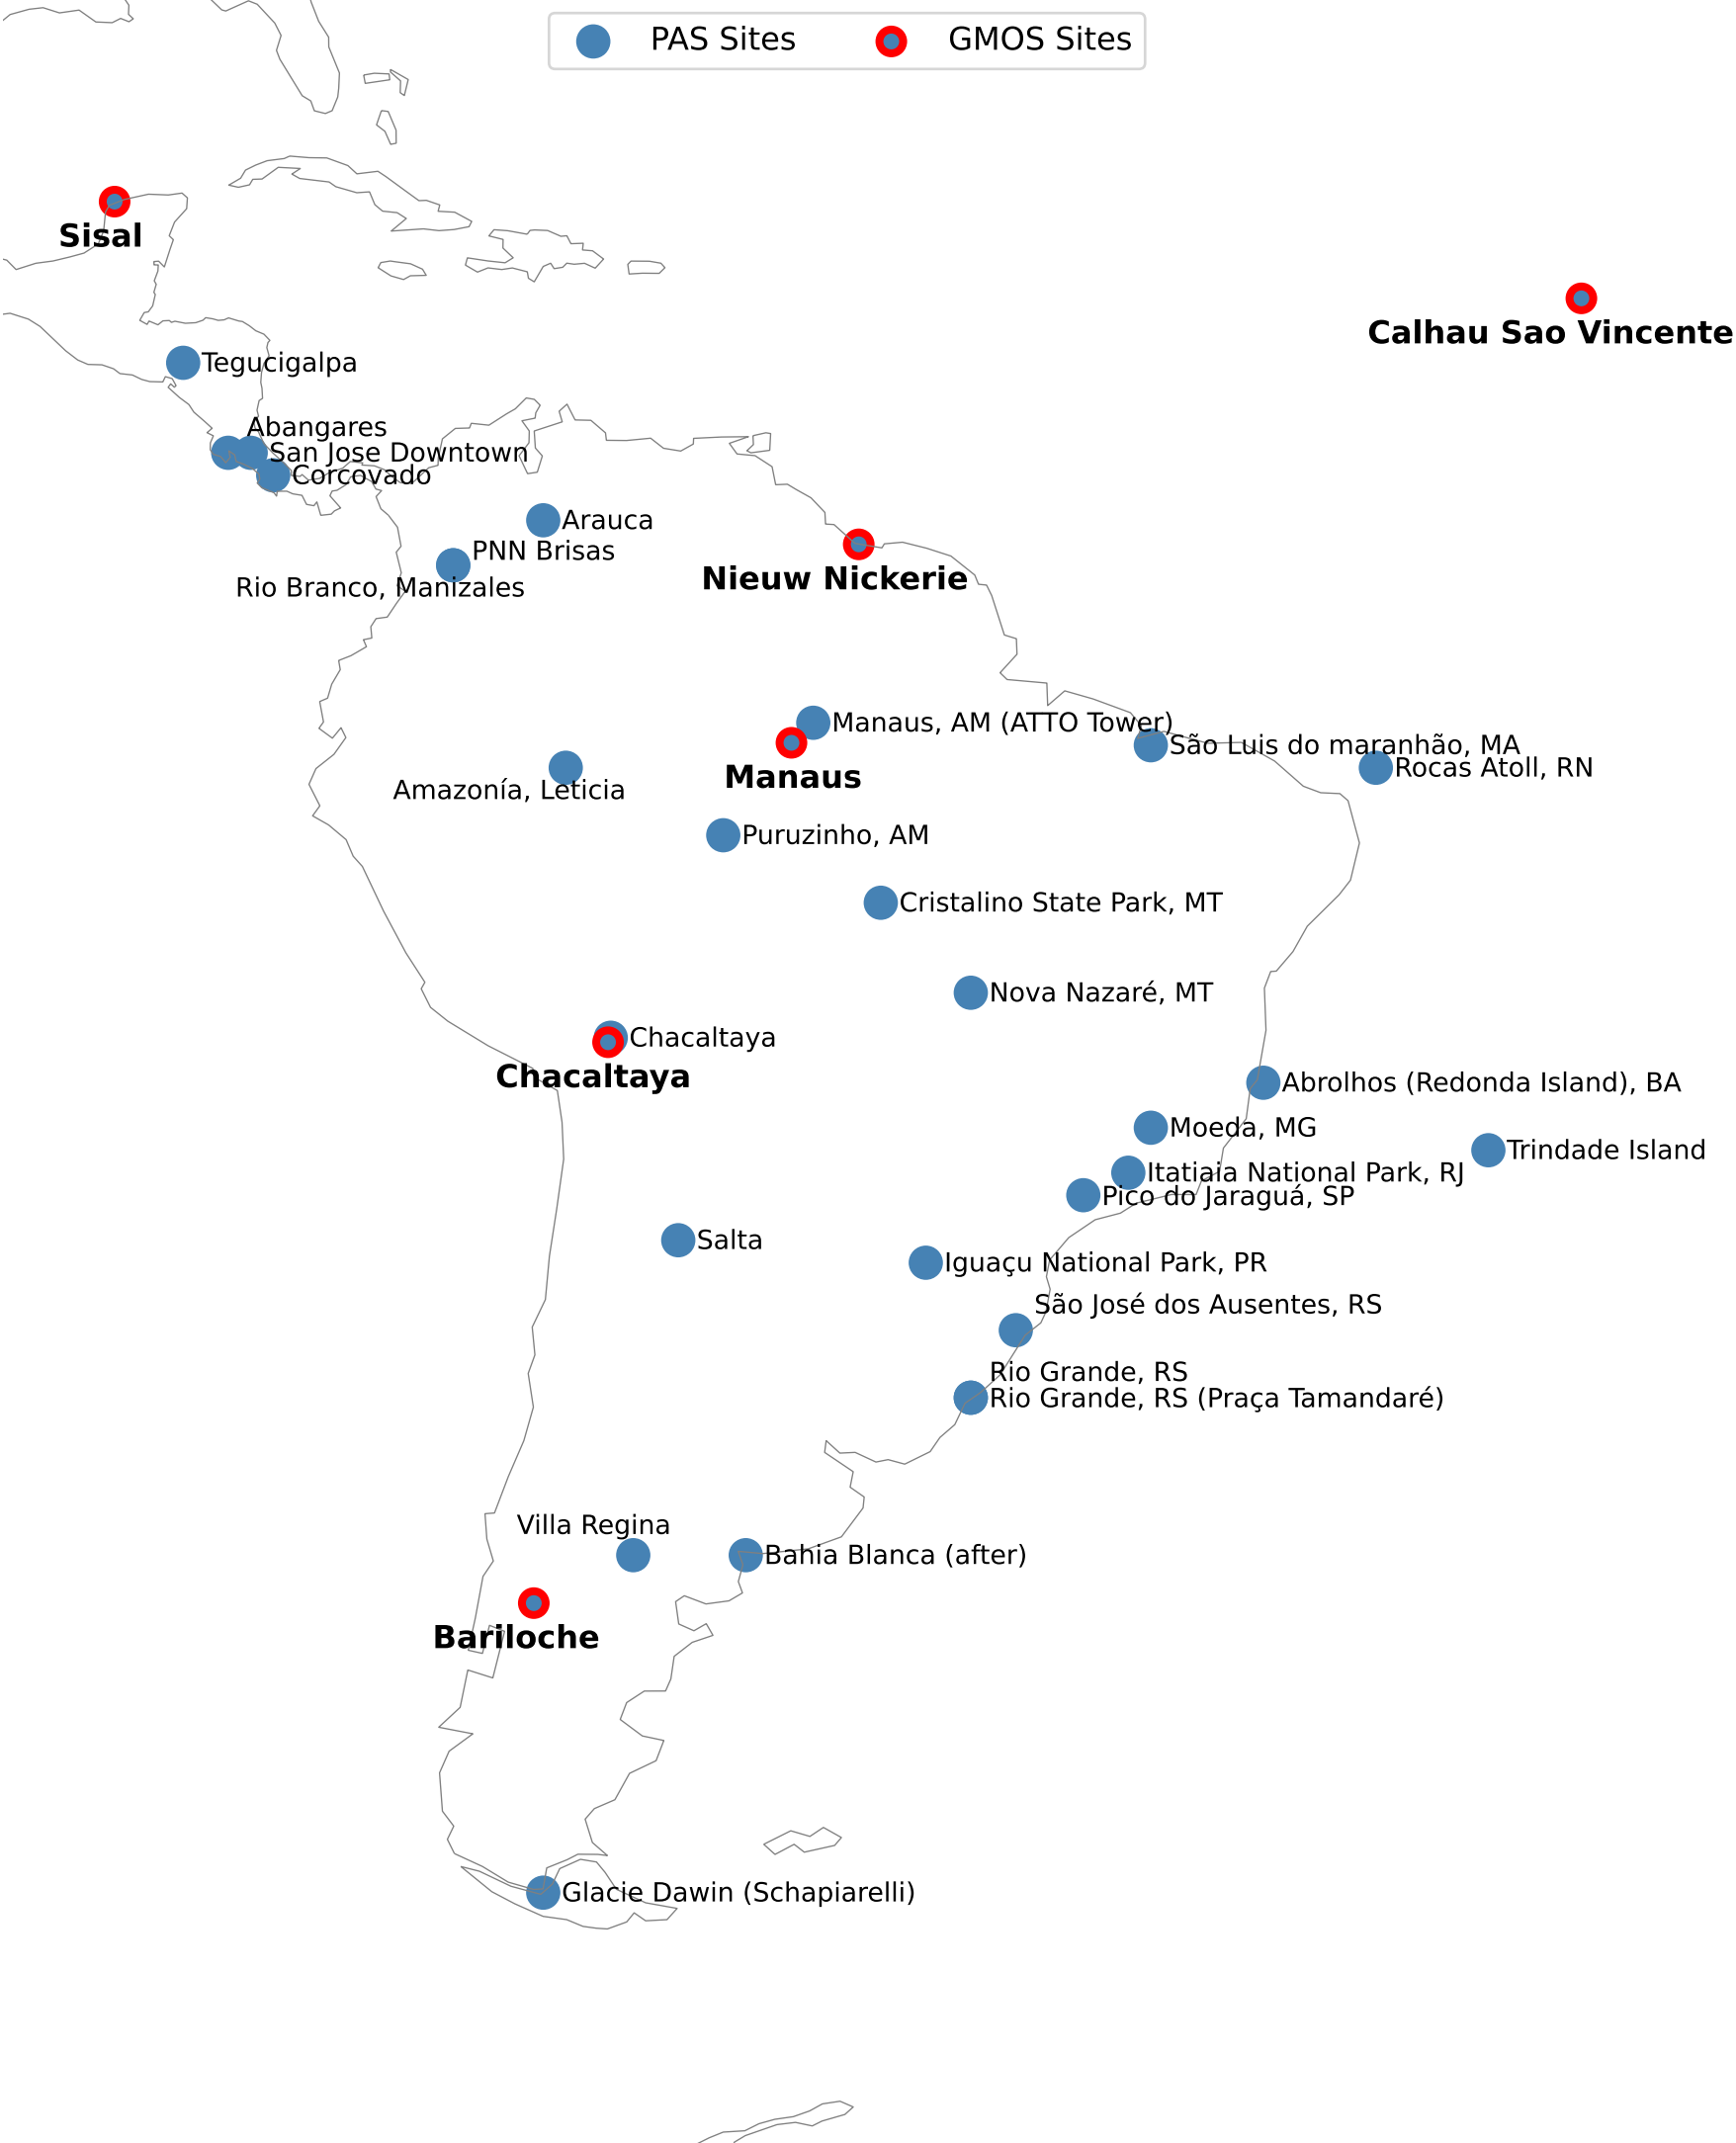 PAS Sites
GMOS Sites
Sisal
Calhau Sao Vincente
Tegucigalpa
Abangares
San Jose Downtown
Corcovado
Arauca
PNN Brisas
Nieuw Nickerie
Rio Branco, Manizales
Manaus, AM (ATTO Tower)
São Luis do maranhão, MA
Rocas Atoll, RN
Manaus
Amazonía, Leticia
Puruzinho, AM
Cristalino State Park, MT
Nova Nazaré, MT
Chacaltaya
Chacaltaya
Abrolhos (Redonda Island), BA
Moeda, MG
Trindade Island
Itatiaia National Park, RJ
Pico do Jaraguá, SP
Salta
Iguaçu National Park, PR
São José dos Ausentes, RS
Rio Grande, RS
Rio Grande, RS (Praça Tamandaré)
Villa Regina
Bahia Blanca (after)
Bariloche
Glacie Dawin (Schapiarelli)